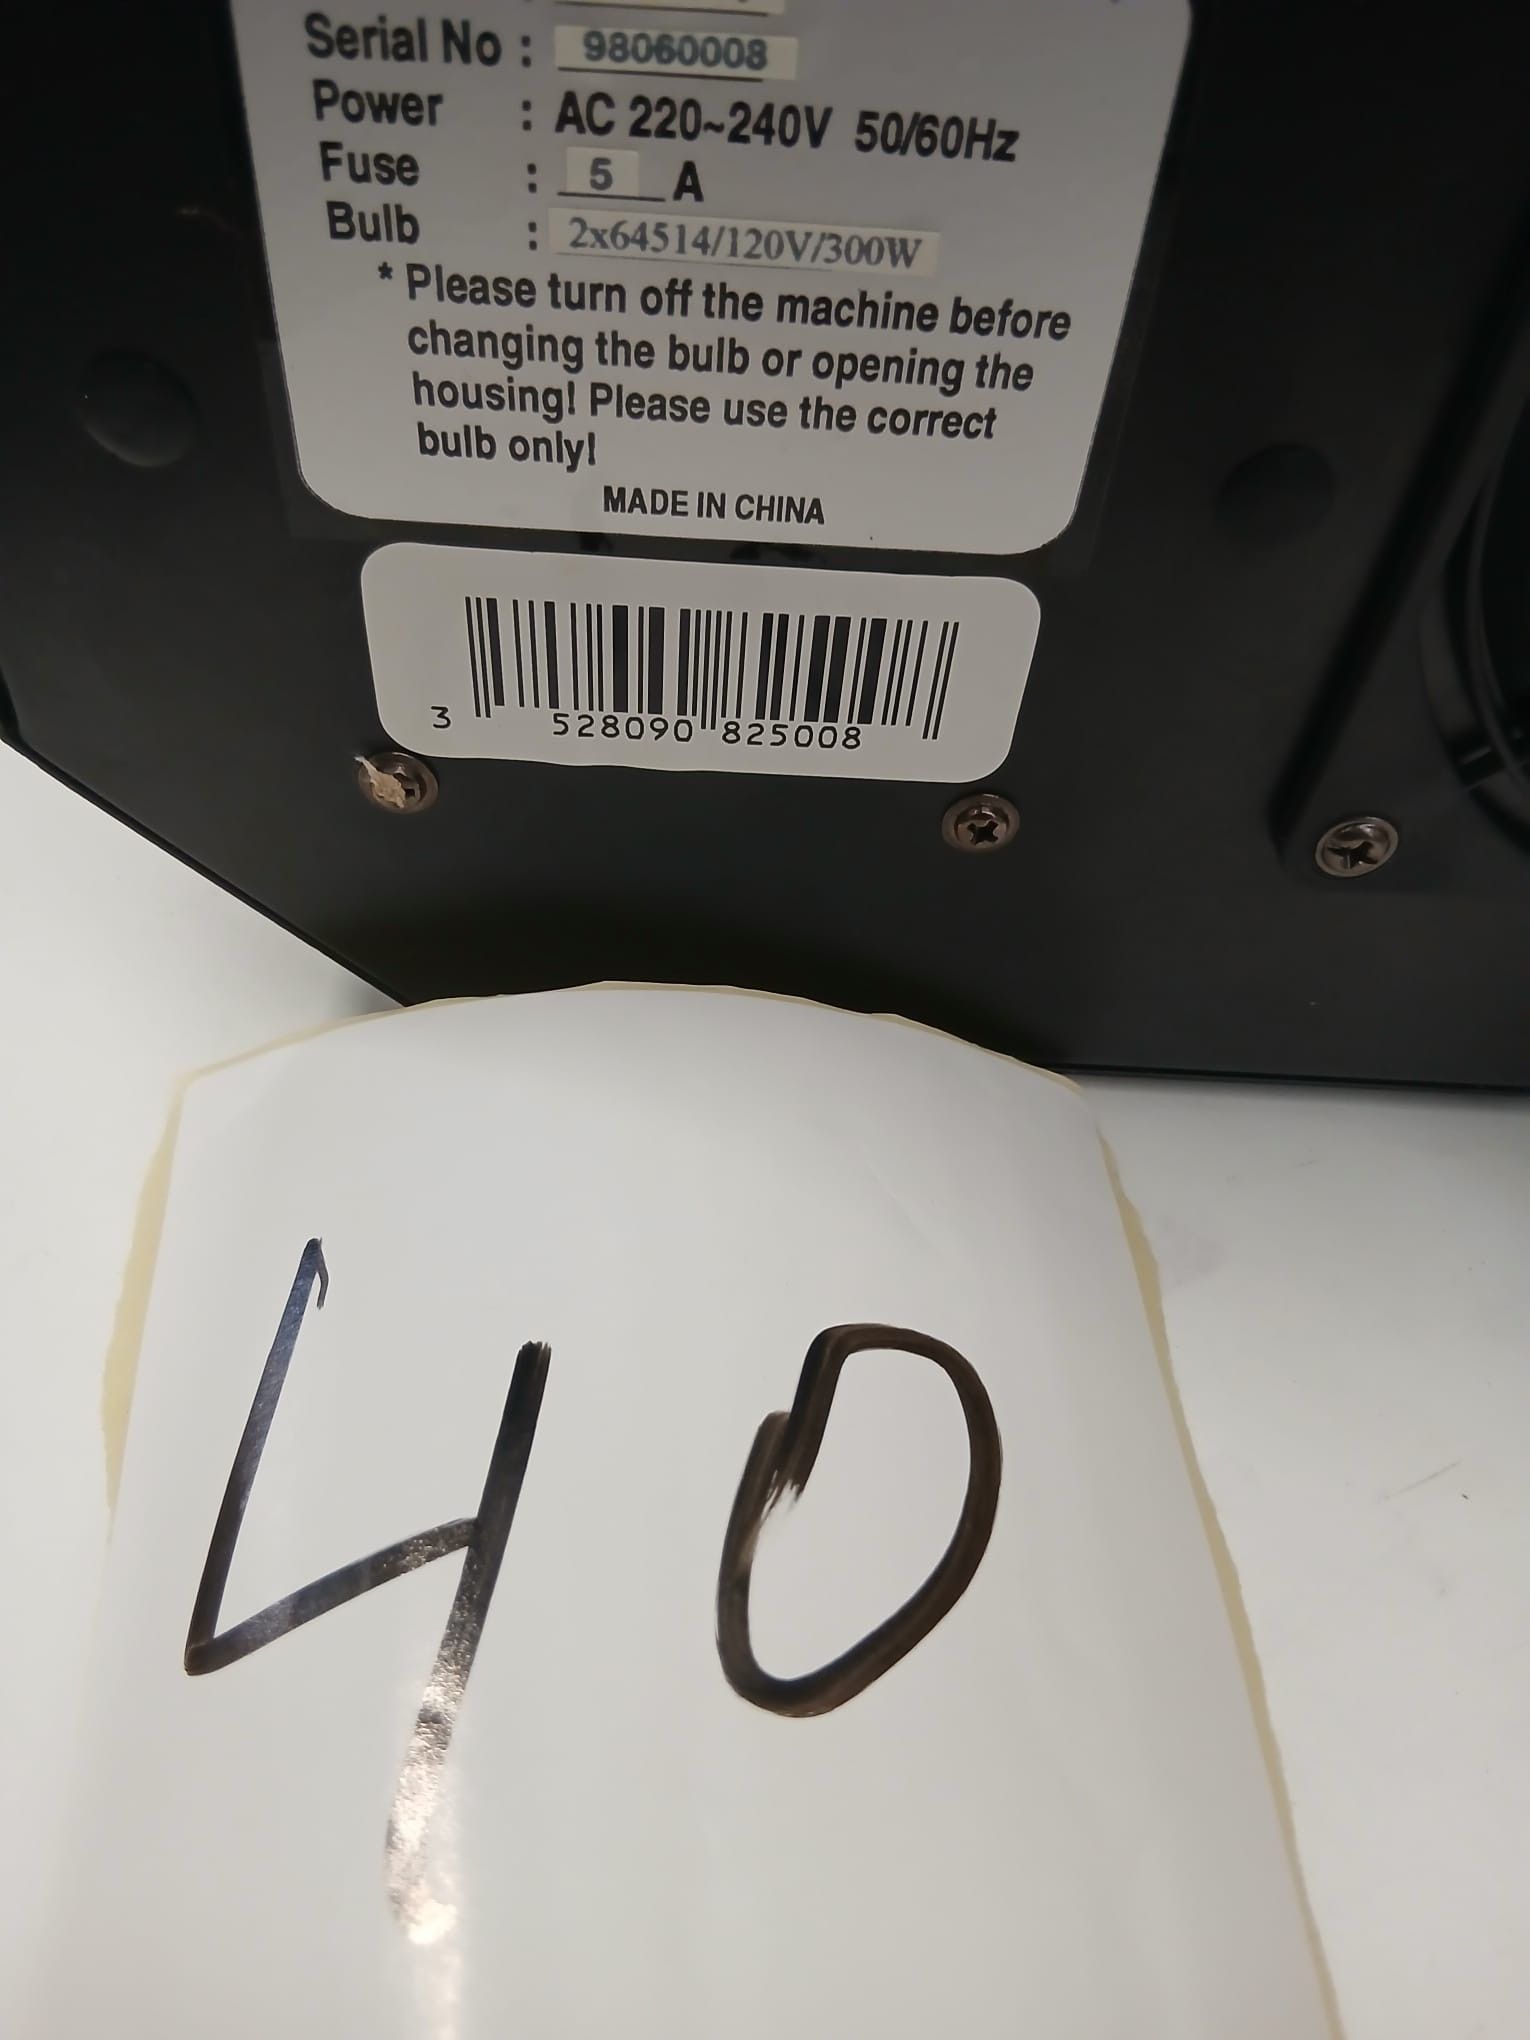 Serial No : 98060008
Power : AC 220~240V 50/60Hz
Fuse : 5 A
Bulb : 2x64514/120V/300W
* Please turn off the machine before
changing the bulb or opening the
housing! Please use the correct
bulb only!
MADE IN CHINA
3 528090 825008
40